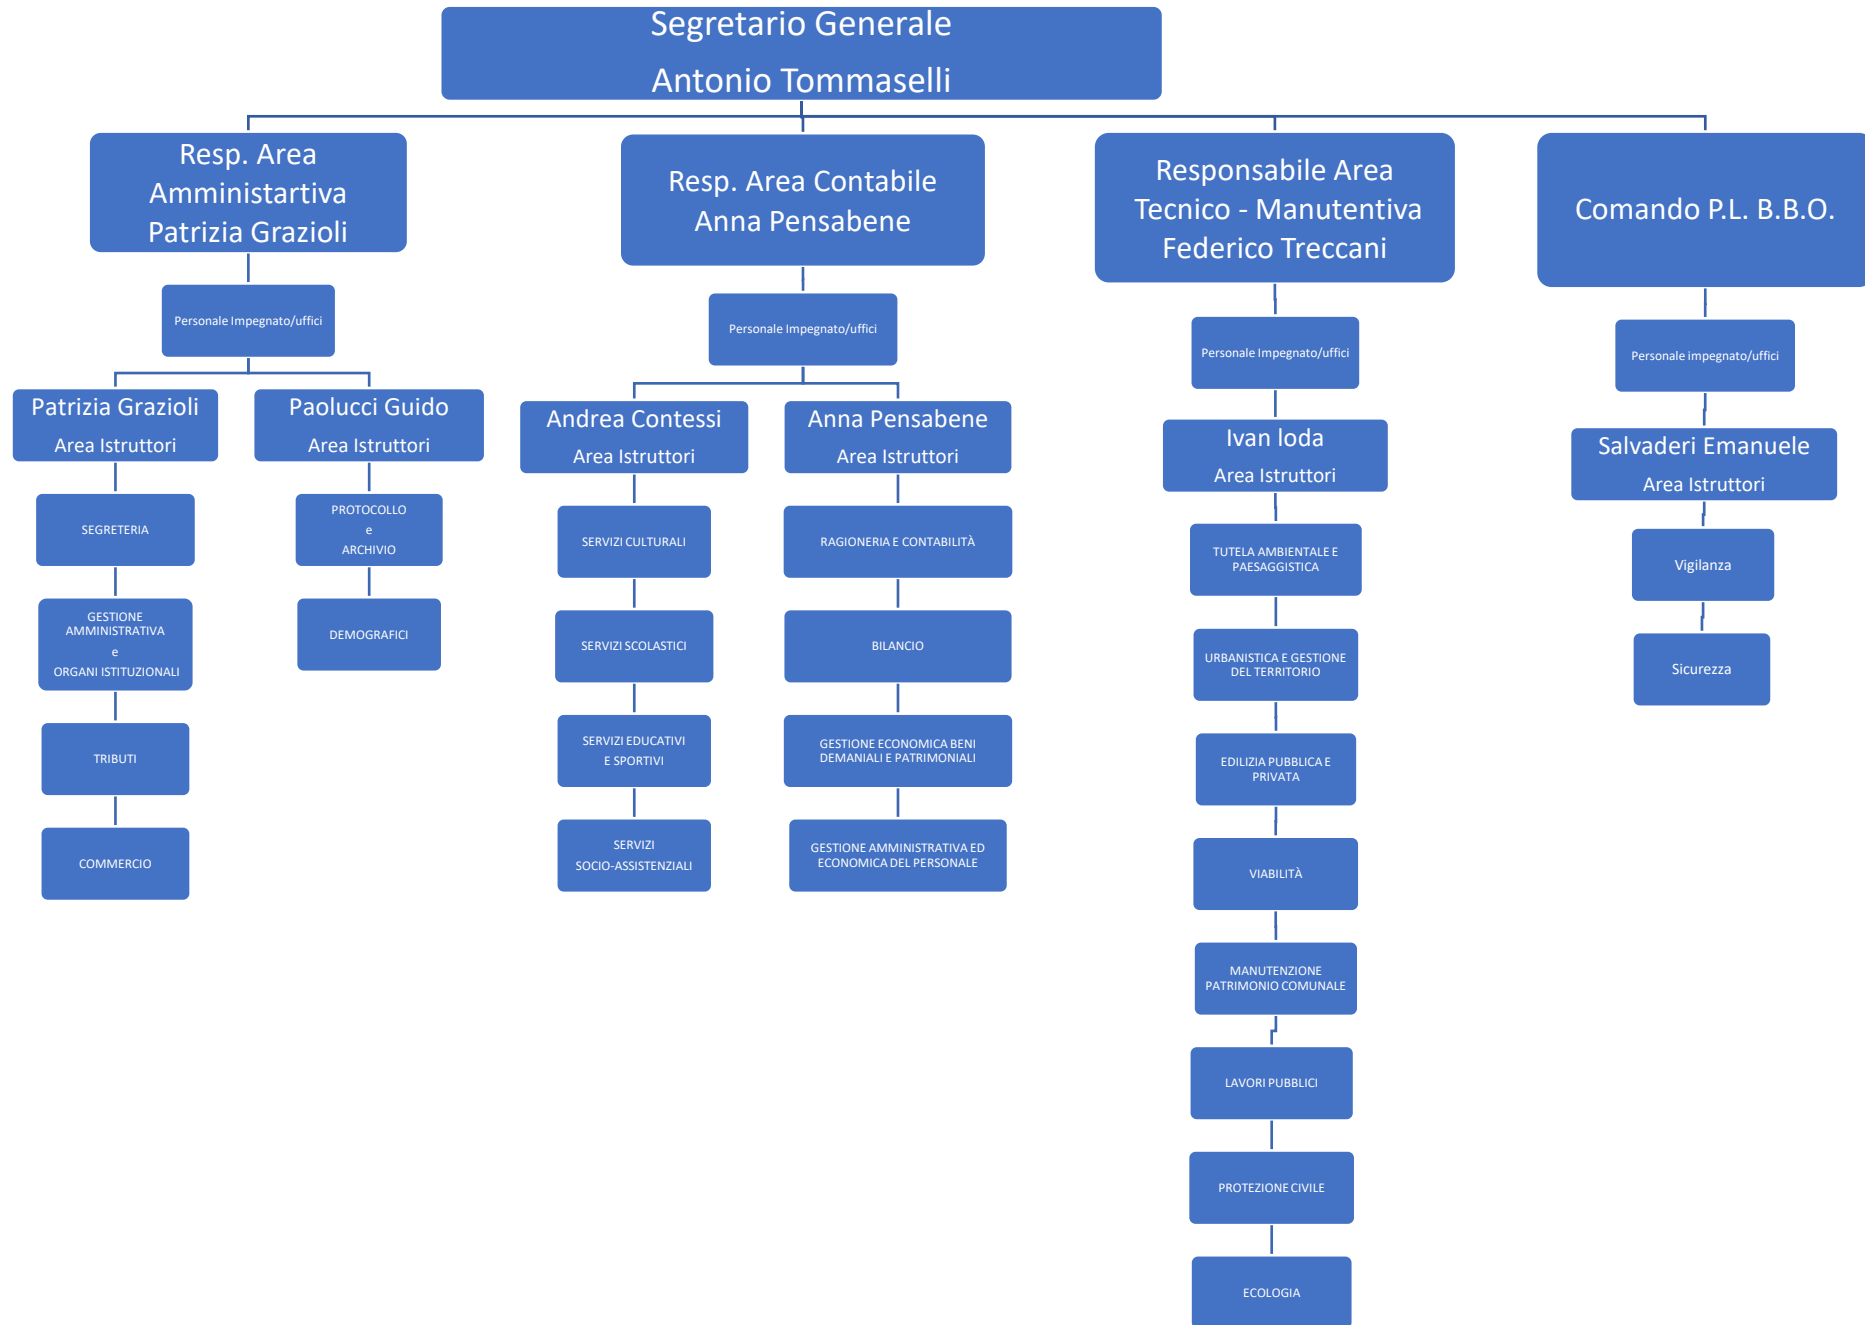 Segretario Generale
Antonio Tommaselli
Resp. Area
Amministartiva
Patrizia Grazioli
Personale Impegnato/uffici
Patrizia Grazioli
Area Istruttori
SEGRETERIA
GESTIONE
AMMINISTRATIVA
e
ORGANI ISTITUZIONALI
TRIBUTI
COMMERCIO
Paolucci Guido
Area Istruttori
PROTOCOLLO
e
ARCHIVIO
DEMOGRAFICI
Resp. Area Contabile
Anna Pensabene
Personale Impegnato/uffici
Andrea Contessi
Area Istruttori
SERVIZI CULTURALI
SERVIZI SCOLASTICI
SERVIZI EDUCATIVI
E SPORTIVI
SERVIZI
SOCIO-ASSISTENZIALI
Anna Pensabene
Area Istruttori
RAGIONERIA E CONTABILITÀ
BILANCIO
GESTIONE ECONOMICA BENI
DEMANIALI E PATRIMONIALI
GESTIONE AMMINISTRATIVA ED
ECONOMICA DEL PERSONALE
Responsabile Area
Tecnico - Manutentiva
Federico Treccani
Personale Impegnato/uffici
Ivan loda
Area Istruttori
TUTELA AMBIENTALE E
PAESAGGISTICA
URBANISTICA E GESTIONE
DEL TERRITORIO
EDILIZIA PUBBLICA E
PRIVATA
VIABILITÀ
MANUTENZIONE
PATRIMONIO COMUNALE
LAVORI PUBBLICI
PROTEZIONE CIVILE
ECOLOGIA
Comando P.L. B.B.O.
Personale impegnato/uffici
Salvaderi Emanuele
Area Istruttori
Vigilanza
Sicurezza